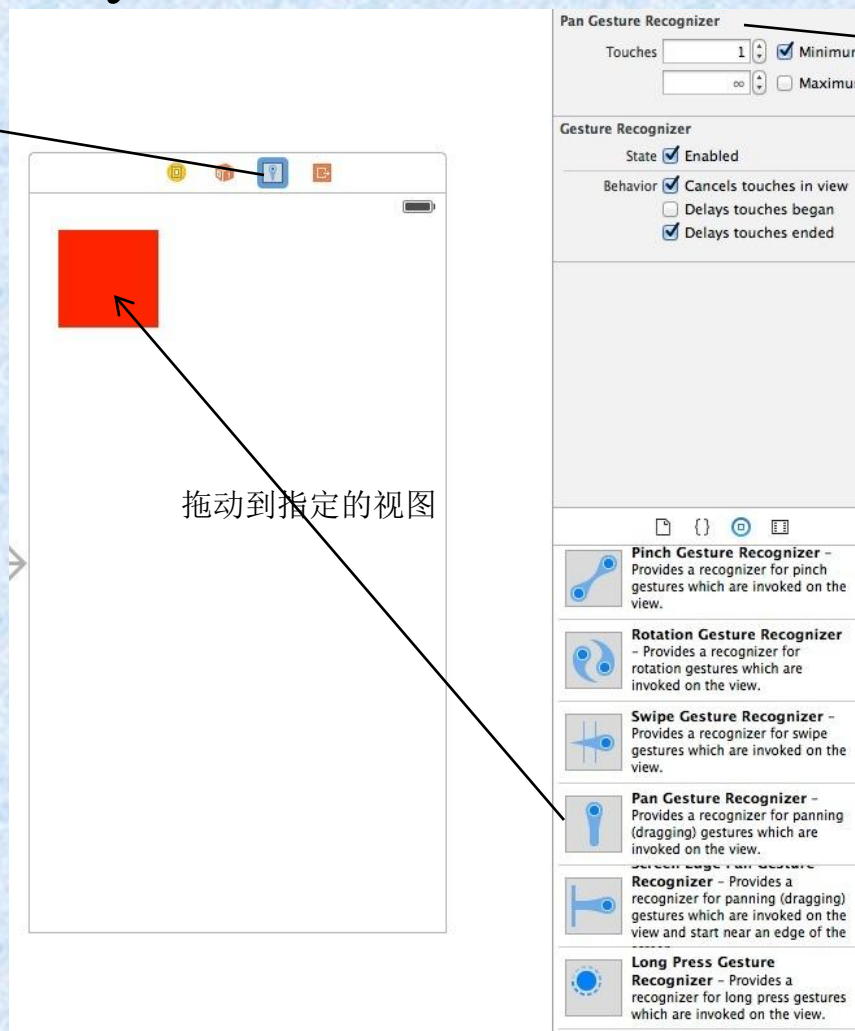 Pan Gesture Recognizer
Touches 1 Minimum
∞ Maximum
Gesture Recognizer
State Enabled
Behavior Cancels touches in view
Delays touches began
Delays touches ended
拖动到指定的视图
Pinch Gesture Recognizer –
Provides a recognizer for pinch
gestures which are invoked on the
view.
Rotation Gesture Recognizer
– Provides a recognizer for
rotation gestures which are
invoked on the view.
Swipe Gesture Recognizer –
Provides a recognizer for swipe
gestures which are invoked on the
view.
Pan Gesture Recognizer –
Provides a recognizer for panning
(dragging) gestures which are
invoked on the view.
Screen Edge Pan Gesture
Recognizer – Provides a
recognizer for panning (dragging)
gestures which are invoked on the
view and start near an edge of the
Long Press Gesture
Recognizer – Provides a
recognizer for long press gestures
which are invoked on the view.